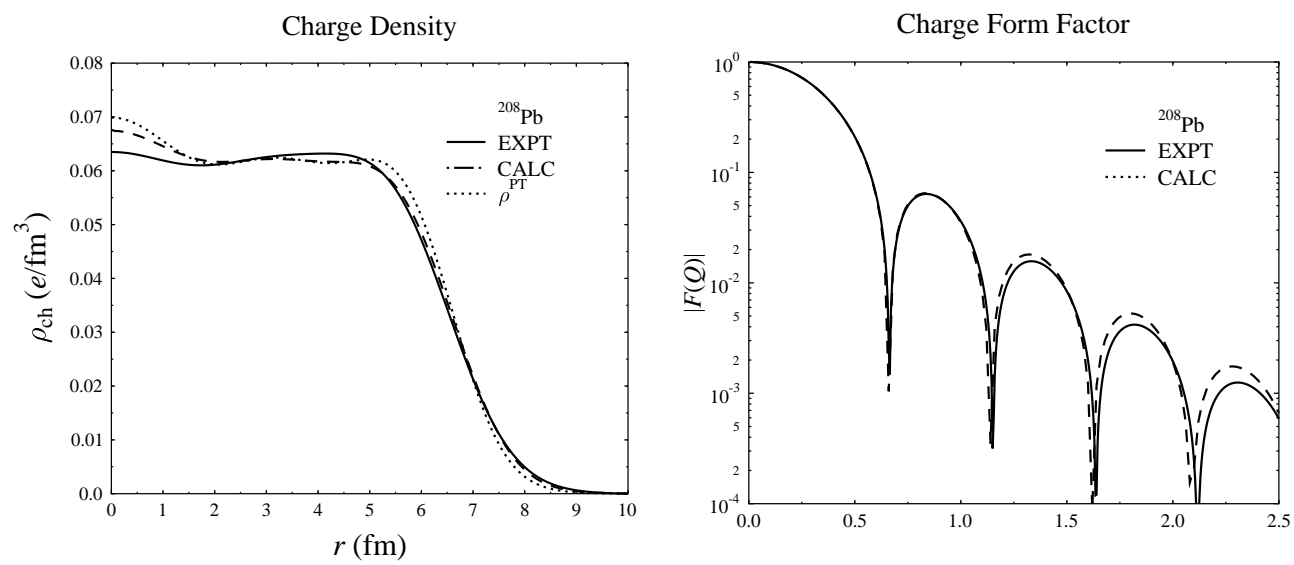 Charge Density
0.08
0.07
0.06
0.05
0.04
0.03
0.02
0.01
0.0
ρch (e/fm³)
²⁰⁸Pb
EXPT
CALC
ρᴾᵀ
0 1 2 3 4 5 6 7 8 9 10
r (fm)
Charge Form Factor
10⁰
5
2
10⁻¹
5
2
10⁻²
5
2
10⁻³
5
2
10⁻⁴
|F(Q)|
²⁰⁸Pb
EXPT
CALC
0.0 0.5 1.0 1.5 2.0 2.5